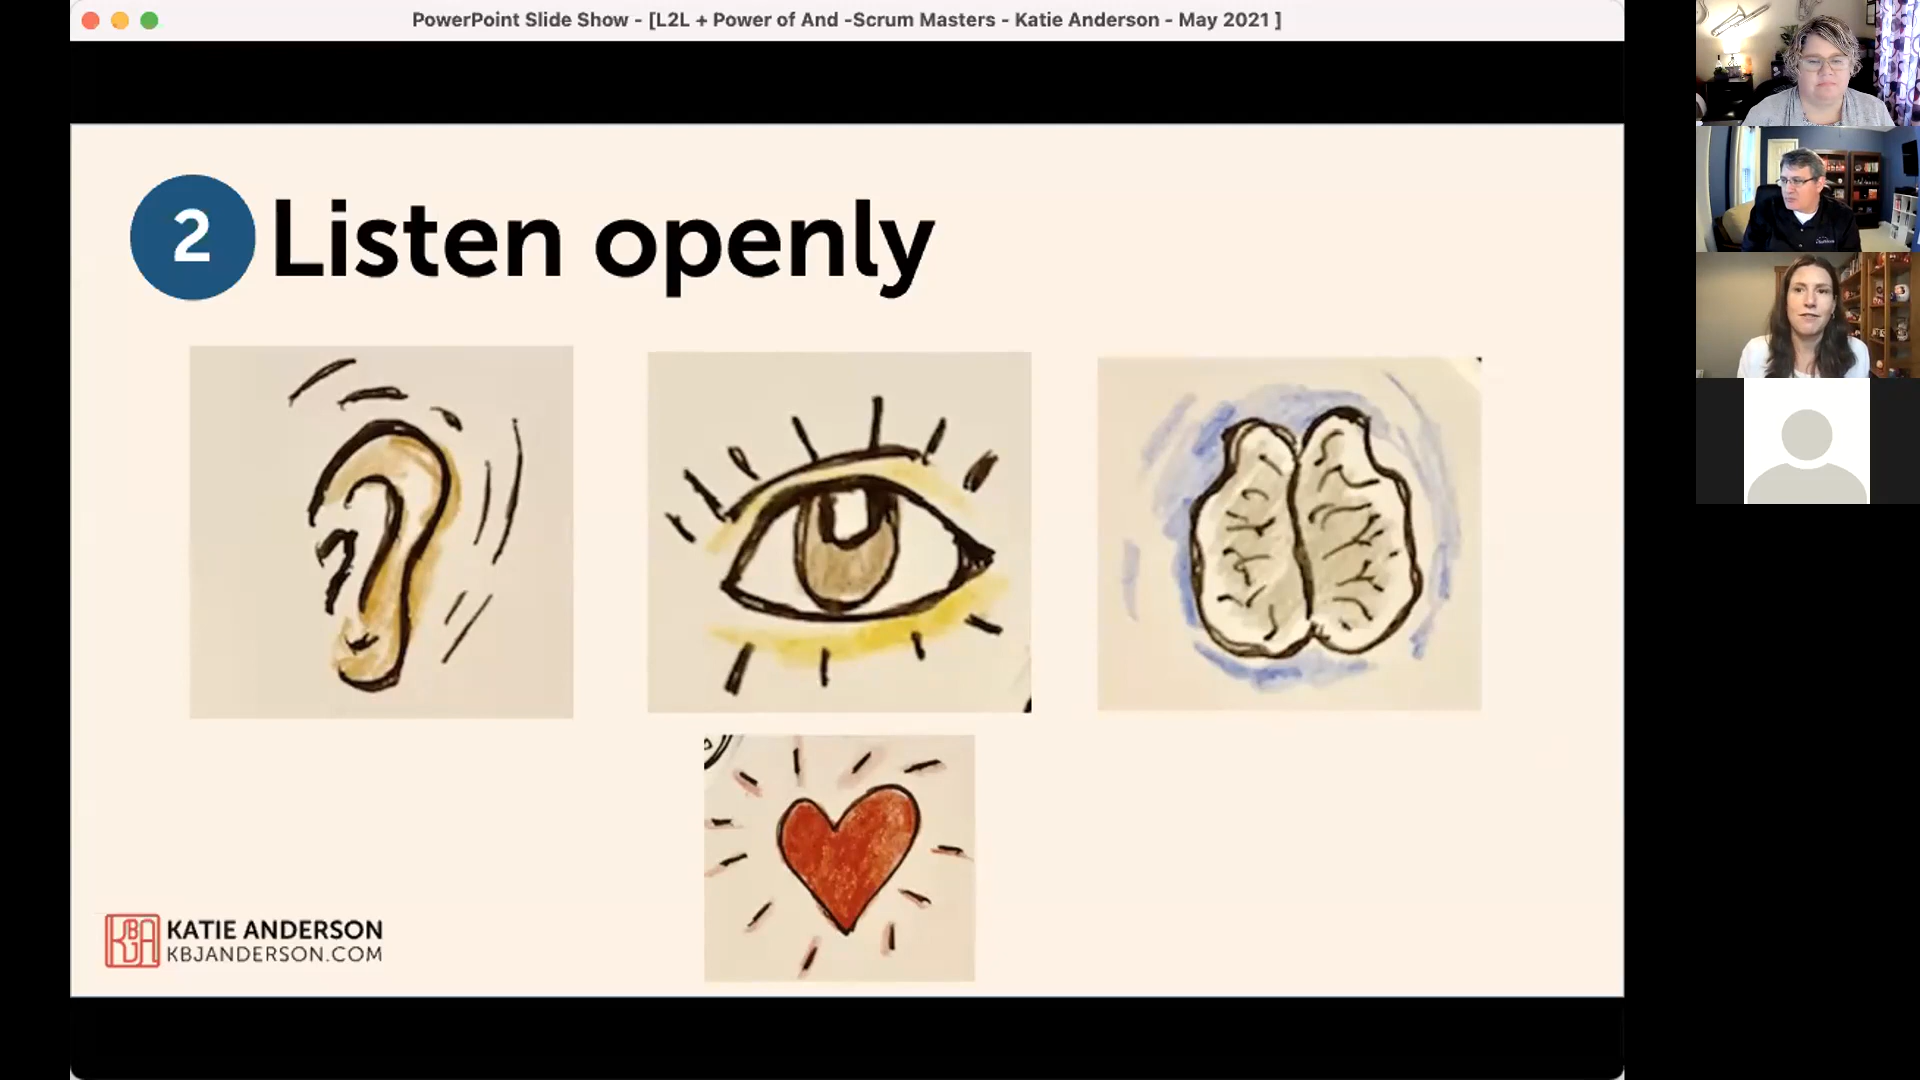 PowerPoint Slide Show - [L2L + Power of And -Scrum Masters - Katie Anderson - May 2021 ]
2 Listen openly
KBJA
KATIE ANDERSON
KBJANDERSON.COM